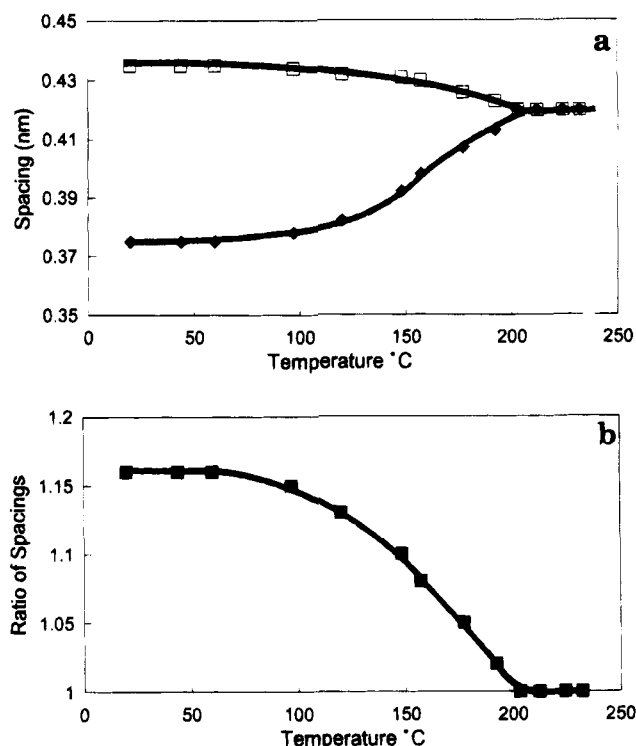 a
0.45
0.43
0.41
0.39
0.37
0.35
Spacing (nm)
0 50 100 150 200 250
Temperature ˚C
b
1.2
1.15
1.1
1.05
1
Ratio of Spacings
0 50 100 150 200 250
Temperature ˚C